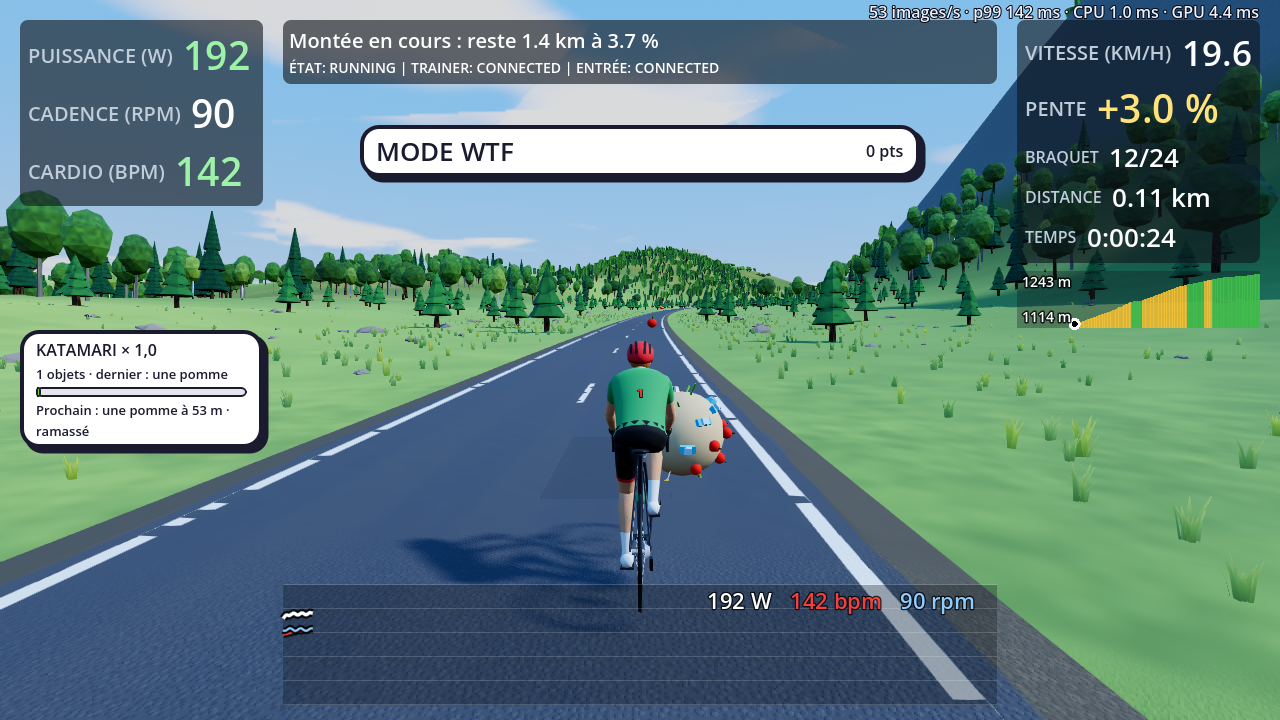 53 images/s · p99 142 ms · CPU 1.0 ms · GPU 4.4 ms
PUISSANCE (W) 192
CADENCE (RPM) 90
CARDIO (BPM) 142
Montée en cours : reste 1.4 km à 3.7 %
ÉTAT: RUNNING | TRAINER: CONNECTED | ENTRÉE: CONNECTED
MODE WTF 0 pts
VITESSE (KM/H) 19.6
PENTE +3.0 %
BRAQUET 12/24
DISTANCE 0.11 km
TEMPS 0:00:24
1243 m
1114 m
KATAMARI × 1,0
1 objets · dernier : une pomme
Prochain : une pomme à 53 m ·
ramassé
1
192 W 142 bpm 90 rpm